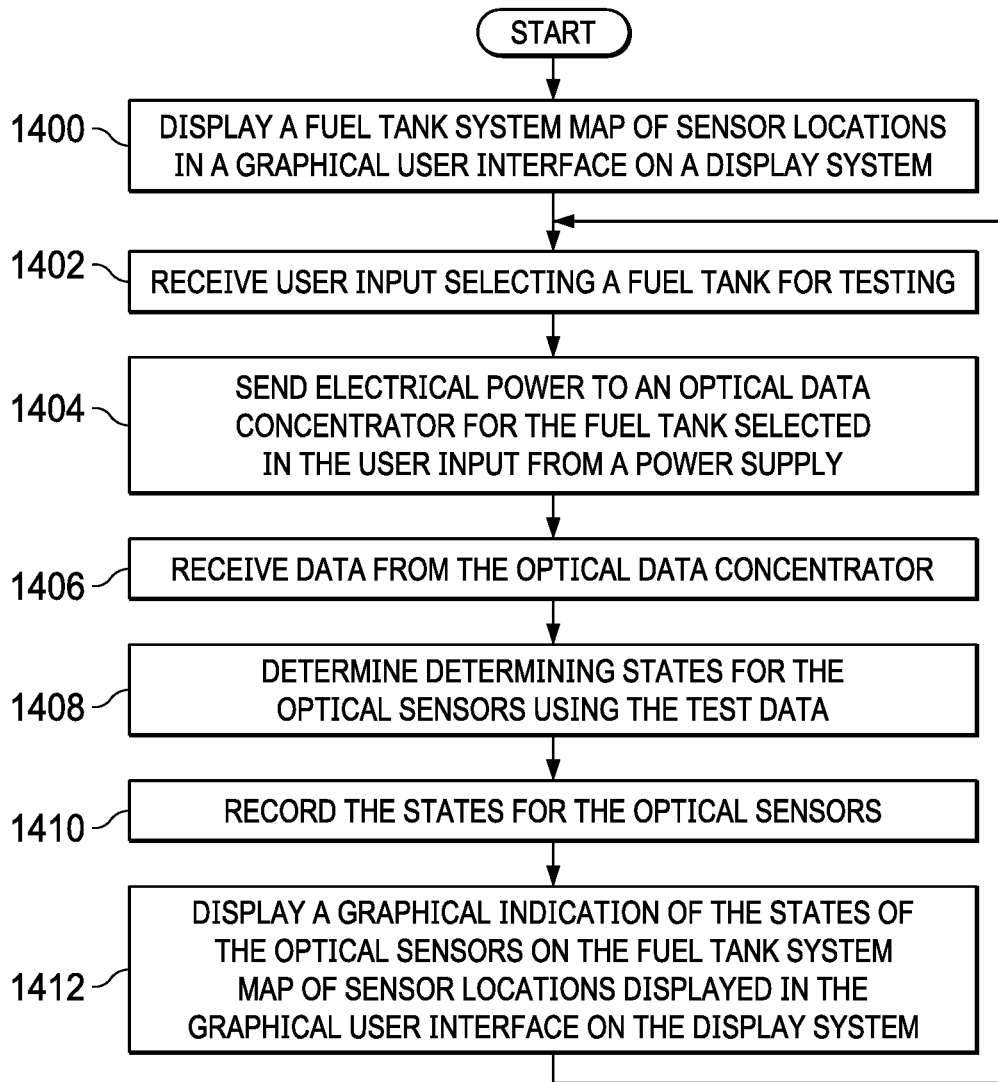 START
1400
DISPLAY A FUEL TANK SYSTEM MAP OF SENSOR LOCATIONS
IN A GRAPHICAL USER INTERFACE ON A DISPLAY SYSTEM
1402
RECEIVE USER INPUT SELECTING A FUEL TANK FOR TESTING
1404
SEND ELECTRICAL POWER TO AN OPTICAL DATA
CONCENTRATOR FOR THE FUEL TANK SELECTED
IN THE USER INPUT FROM A POWER SUPPLY
1406
RECEIVE DATA FROM THE OPTICAL DATA CONCENTRATOR
1408
DETERMINE DETERMINING STATES FOR THE
OPTICAL SENSORS USING THE TEST DATA
1410
RECORD THE STATES FOR THE OPTICAL SENSORS
1412
DISPLAY A GRAPHICAL INDICATION OF THE STATES OF
THE OPTICAL SENSORS ON THE FUEL TANK SYSTEM
MAP OF SENSOR LOCATIONS DISPLAYED IN THE
GRAPHICAL USER INTERFACE ON THE DISPLAY SYSTEM